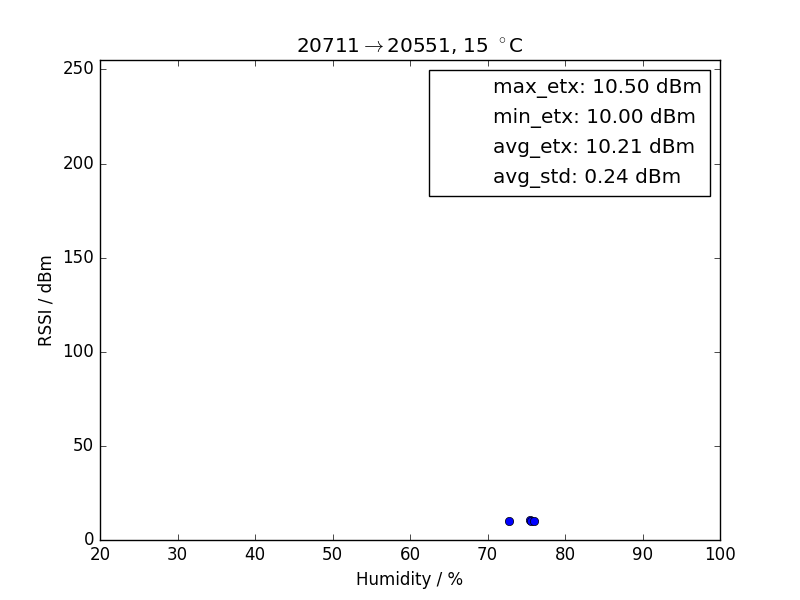 20711→20551, 15 °C
max_etx: 10.50 dBm
min_etx: 10.00 dBm
avg_etx: 10.21 dBm
avg_std: 0.24 dBm
250
200
150
100
50
0
RSSI / dBm
20 30 40 50 60 70 80 90 100
Humidity / %